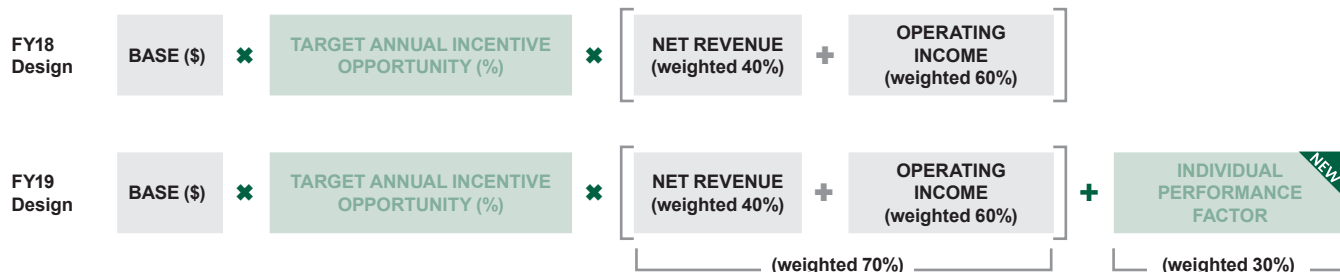 FY18
Design
BASE ($)
✖
TARGET ANNUAL INCENTIVE
OPPORTUNITY (%)
✖
NET REVENUE
(weighted 40%)
+
OPERATING
INCOME
(weighted 60%)
FY19
Design
BASE ($)
✖
TARGET ANNUAL INCENTIVE
OPPORTUNITY (%)
✖
NET REVENUE
(weighted 40%)
+
OPERATING
INCOME
(weighted 60%)
+
INDIVIDUAL
PERFORMANCE
FACTOR
NEW
(weighted 70%)
(weighted 30%)